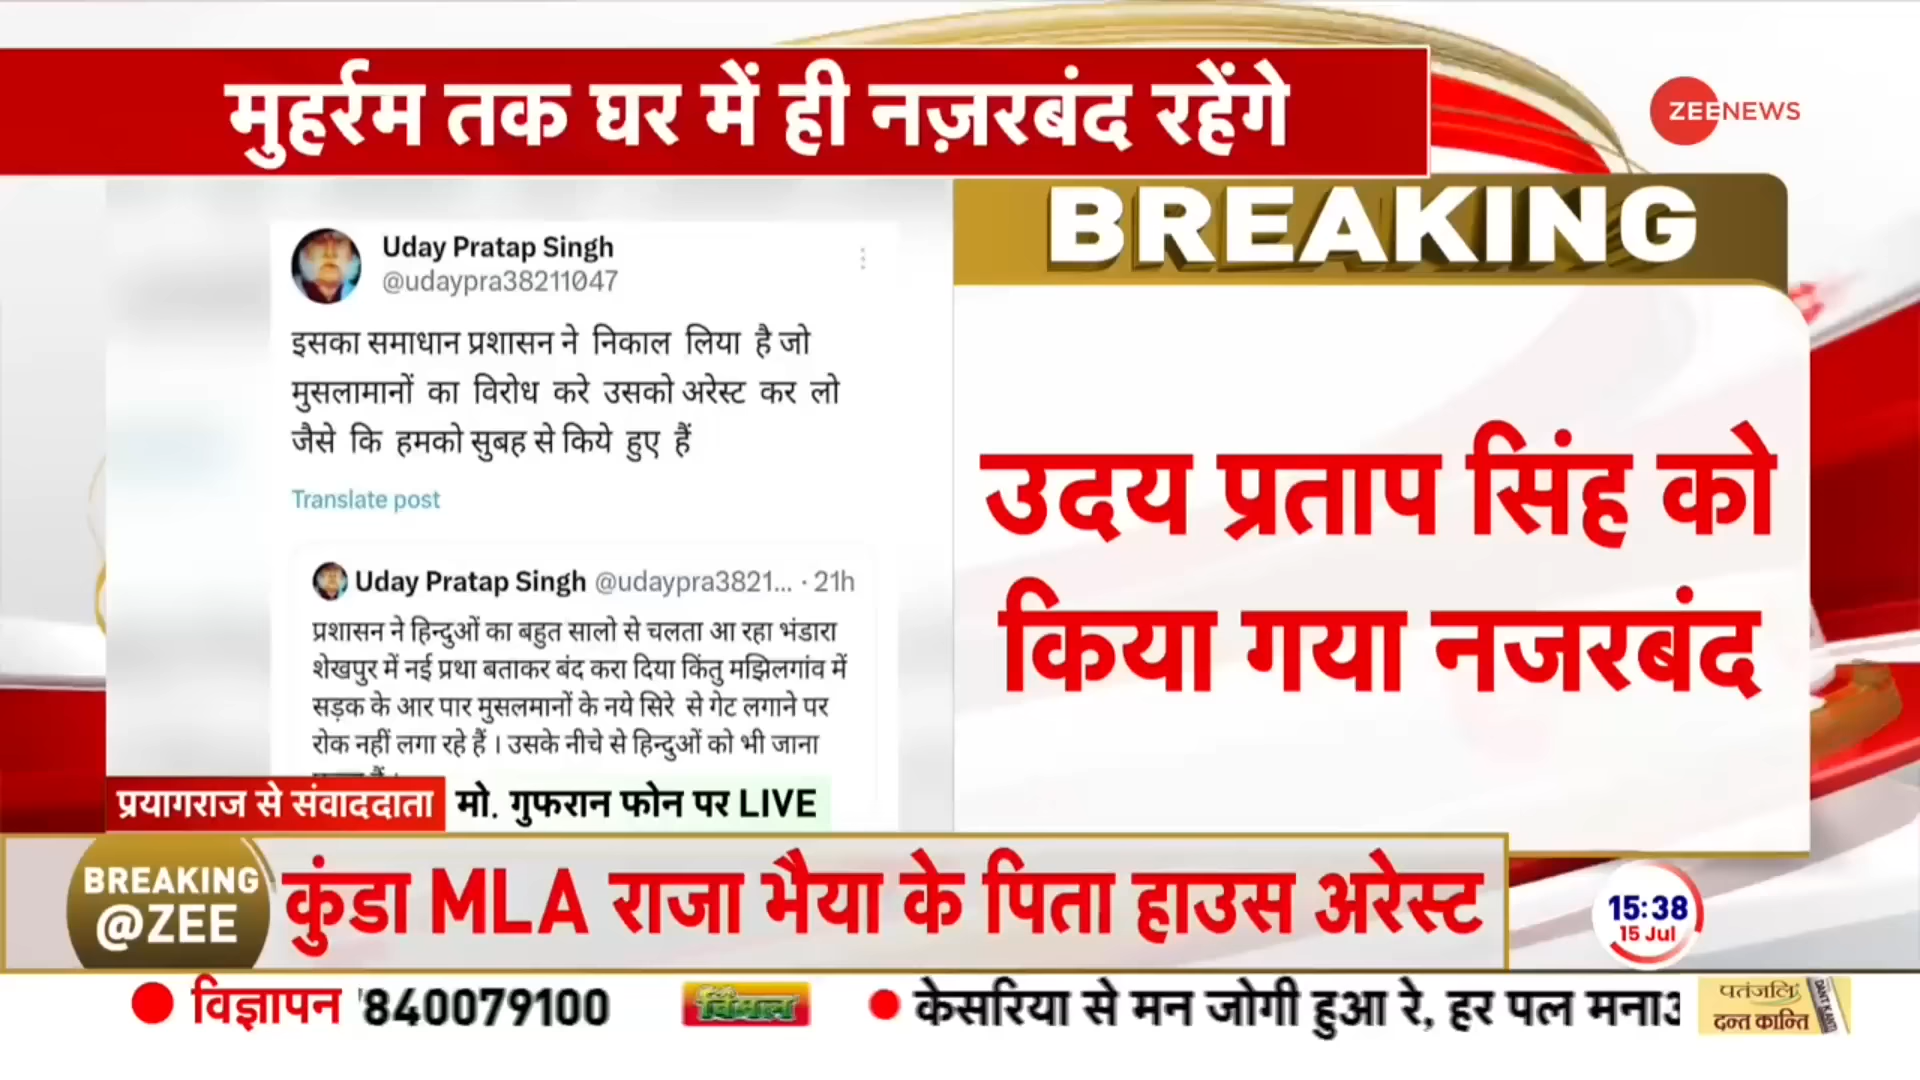 मुहर्रम तक घर में ही नज़रबंद रहेंगे
ZEENEWS
BREAKING
Uday Pratap Singh
@udaypra38211047
इसका समाधान प्रशासन ने निकाल लिया है जो
मुसलामानों का विरोध करे उसको अरेस्ट कर लो
जैसे कि हमको सुबह से किये हुए हैं
Translate post
Uday Pratap Singh @udaypra3821... · 21h
प्रशासन ने हिन्दुओं का बहुत सालो से चलता आ रहा भंडारा
शेखपुर में नई प्रथा बताकर बंद करा दिया किंतु मझिलगांव में
सड़क के आर पार मुसलमानों के नये सिरे से गेट लगाने पर
रोक नहीं लगा रहे हैं । उसके नीचे से हिन्दुओं को भी जाना
उदय प्रताप सिंह को
किया गया नजरबंद
प्रयागराज से संवाददाता मो. गुफरान फोन पर LIVE
BREAKING
@ZEE
कुंडा MLA राजा भैया के पिता हाउस अरेस्ट
15:38
15 Jul
विज्ञापन 840079100 विमल केसरिया से मन जोगी हुआ रे, हर पल
पतंजलि
दन्त कान्ति